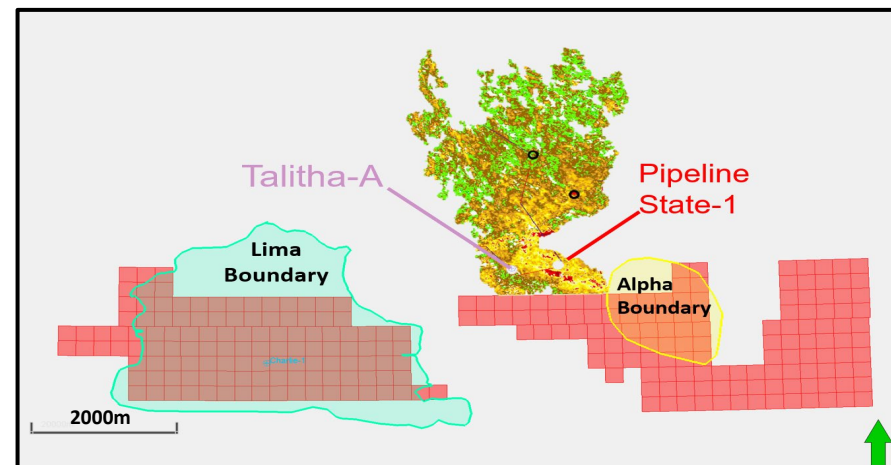 Talitha-A
Pipeline
State-1
Lima
Boundary
Alpha
Boundary
2000m